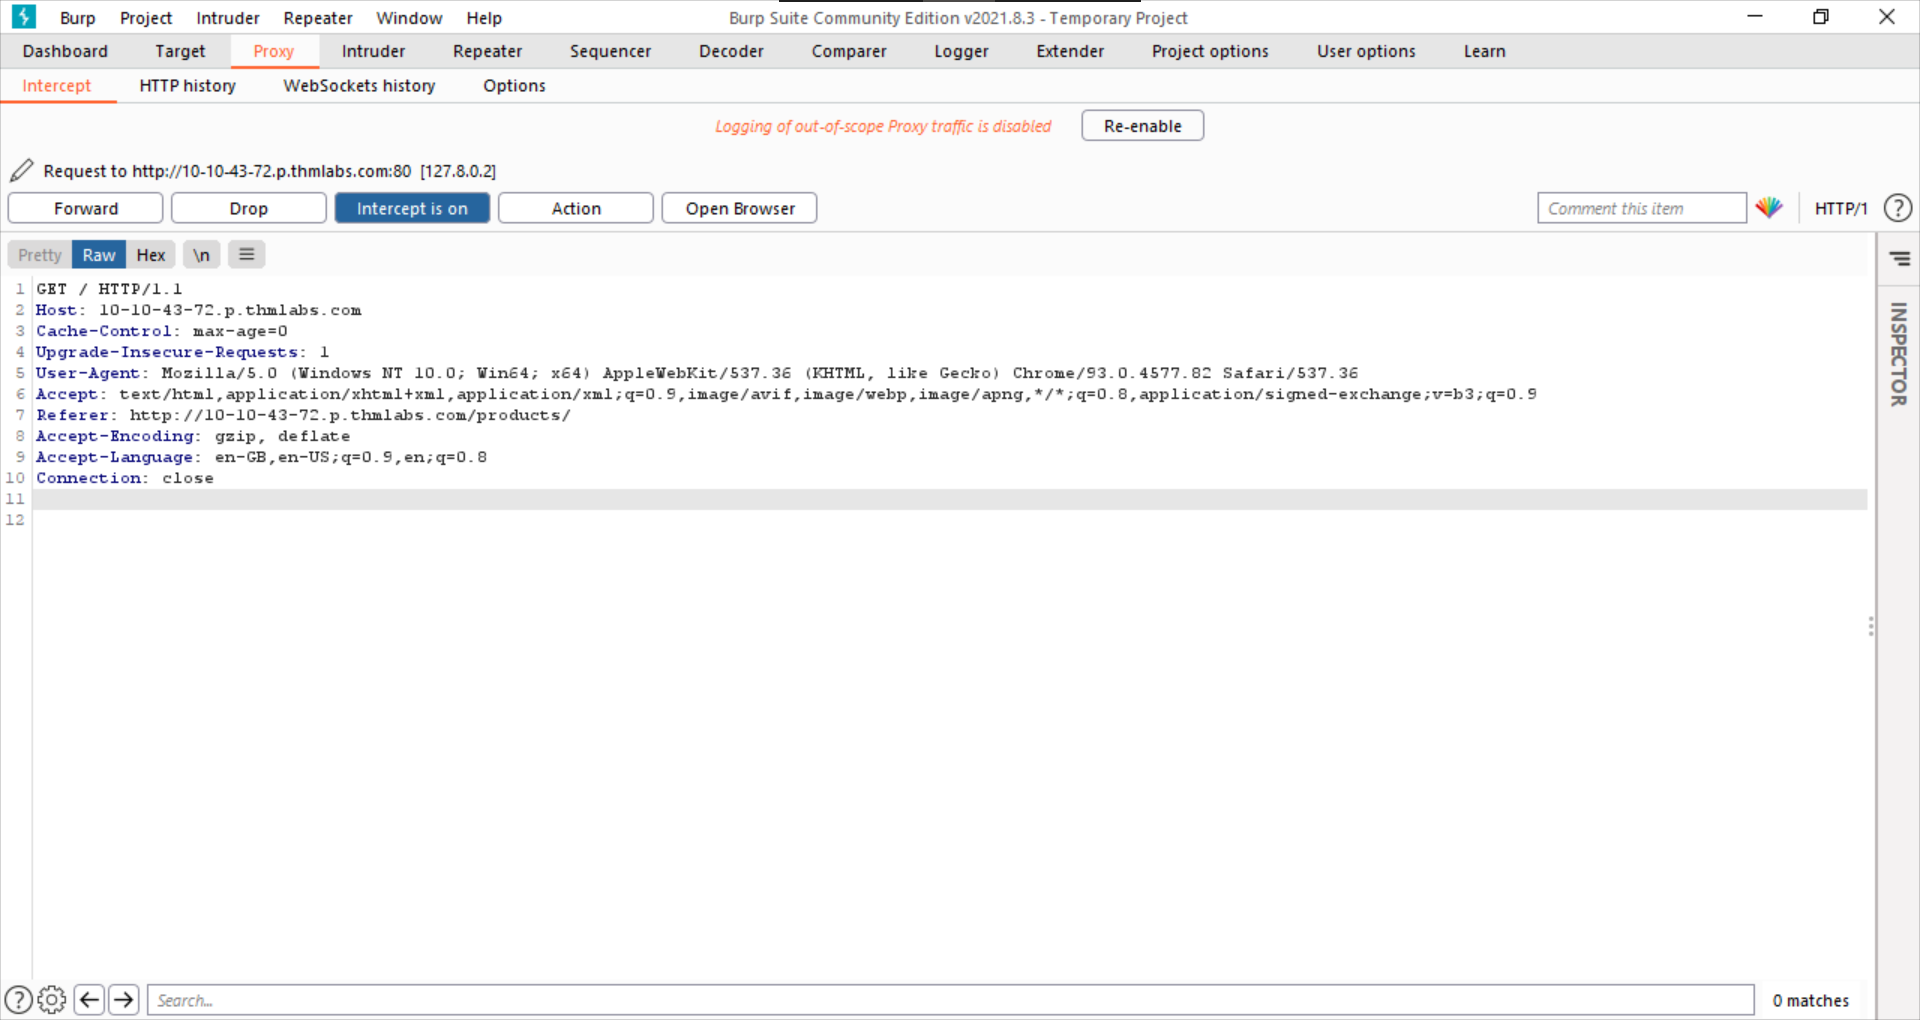 Burp Project Intruder Repeater Window Help Burp Suite Community Edition v2021.8.3 - Temporary Project
Dashboard Target Proxy Intruder Repeater Sequencer Decoder Comparer Logger Extender Project options User options Learn
Intercept HTTP history WebSockets history Options
Logging of out-of-scope Proxy traffic is disabled Re-enable
Request to http://10-10-43-72.p.thmlabs.com:80 [127.8.0.2]
Forward Drop Intercept is on Action Open Browser Comment this item HTTP/1 ?
Pretty Raw Hex \n
1 GET / HTTP/1.1
2 Host: 10-10-43-72.p.thmlabs.com
3 Cache-Control: max-age=0
4 Upgrade-Insecure-Requests: 1
5 User-Agent: Mozilla/5.0 (Windows NT 10.0; Win64; x64) AppleWebKit/537.36 (KHTML, like Gecko) Chrome/93.0.4577.82 Safari/537.36
6 Accept: text/html,application/xhtml+xml,application/xml;q=0.9,image/avif,image/webp,image/apng,*/*;q=0.8,application/signed-exchange;v=b3;q=0.9
7 Referer: http://10-10-43-72.p.thmlabs.com/products/
8 Accept-Encoding: gzip, deflate
9 Accept-Language: en-GB,en-US;q=0.9,en;q=0.8
10 Connection: close
11
12
INSPECTOR
? Search... 0 matches